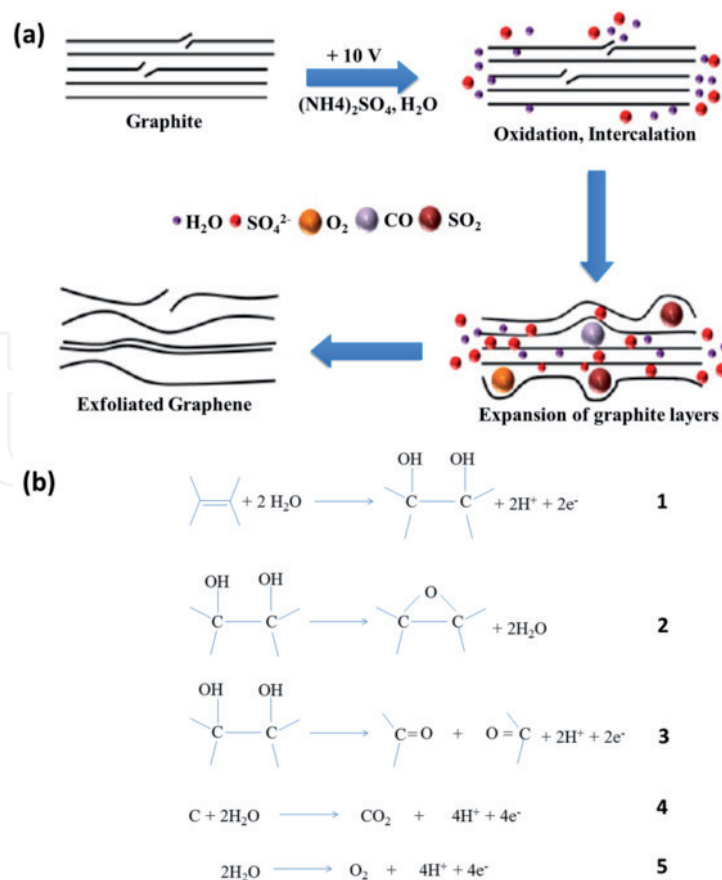 (a)
+ 10 V
(NH4)₂SO₄, H₂O
Graphite
Oxidation, Intercalation
H₂O SO₄²⁻ O₂ CO SO₂
Exfoliated Graphene
Expansion of graphite layers
(b)
OH OH
+ 2 H₂O C C + 2H⁺ + 2e⁻ 1
OH OH
O
C C C C + 2H₂O 2
OH OH
C C C=O + O=C + 2H⁺ + 2e⁻ 3
C + 2H₂O CO₂ + 4H⁺ + 4e⁻ 4
2H₂O O₂ + 4H⁺ + 4e⁻ 5